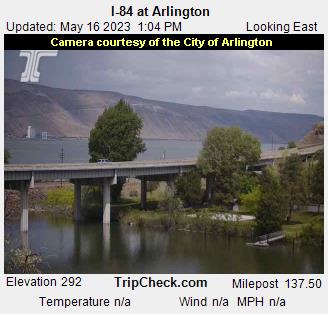 I-84 at Arlington
Updated: May 16 2023 1:04 PM Looking East
Camera courtesy of the City of Arlington
Elevation 292 TripCheck.com Milepost 137.50
Temperature n/a Wind n/a MPH n/a